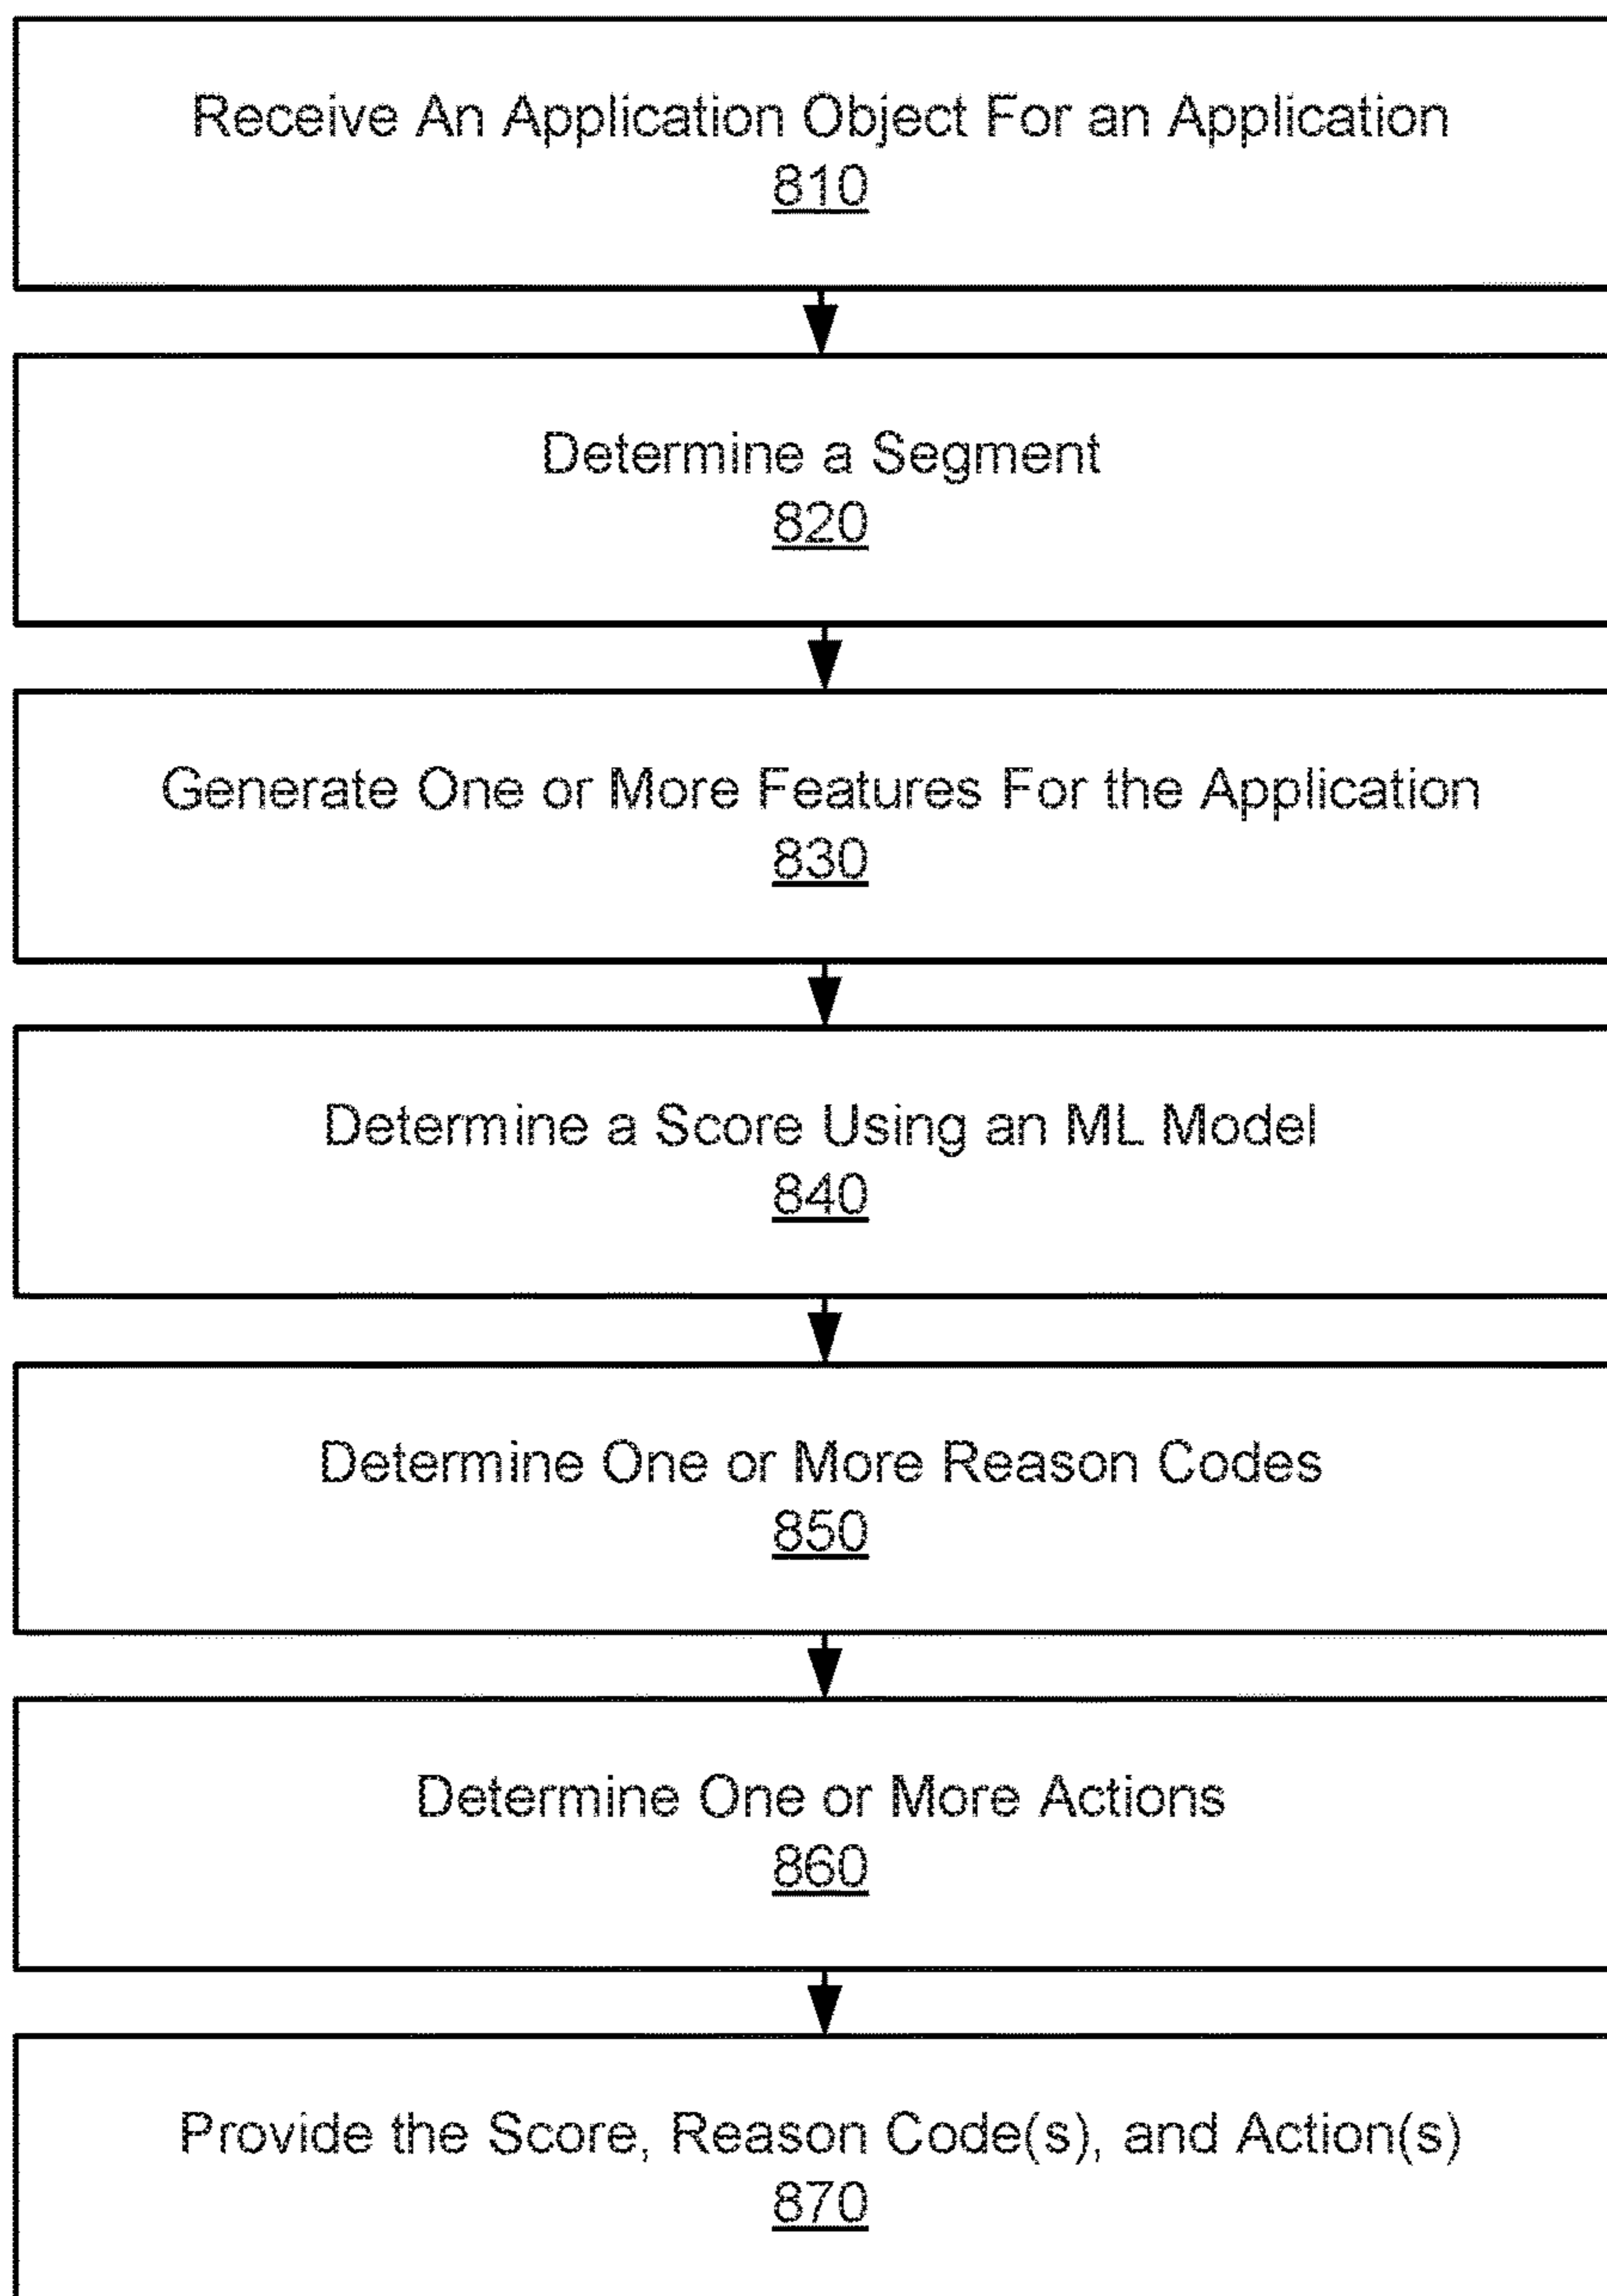 Receive An Application Object For an Application
810
Determine a Segment
820
Generate One or More Features For the Application
830
Determine a Score Using an ML Model
840
Determine One or More Reason Codes
850
Determine One or More Actions
860
Provide the Score, Reason Code(s), and Action(s)
870